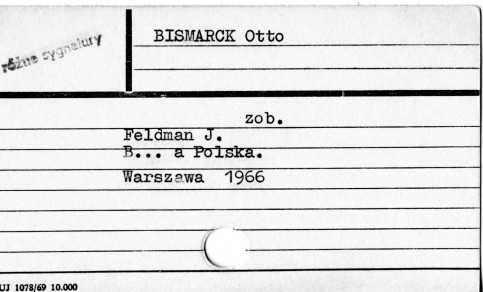 różne sygnatury
BISMARCK Otto
zob.
Feldman J.
B... a Polska.
Warszawa 1966
UJ 1078/69 10.000